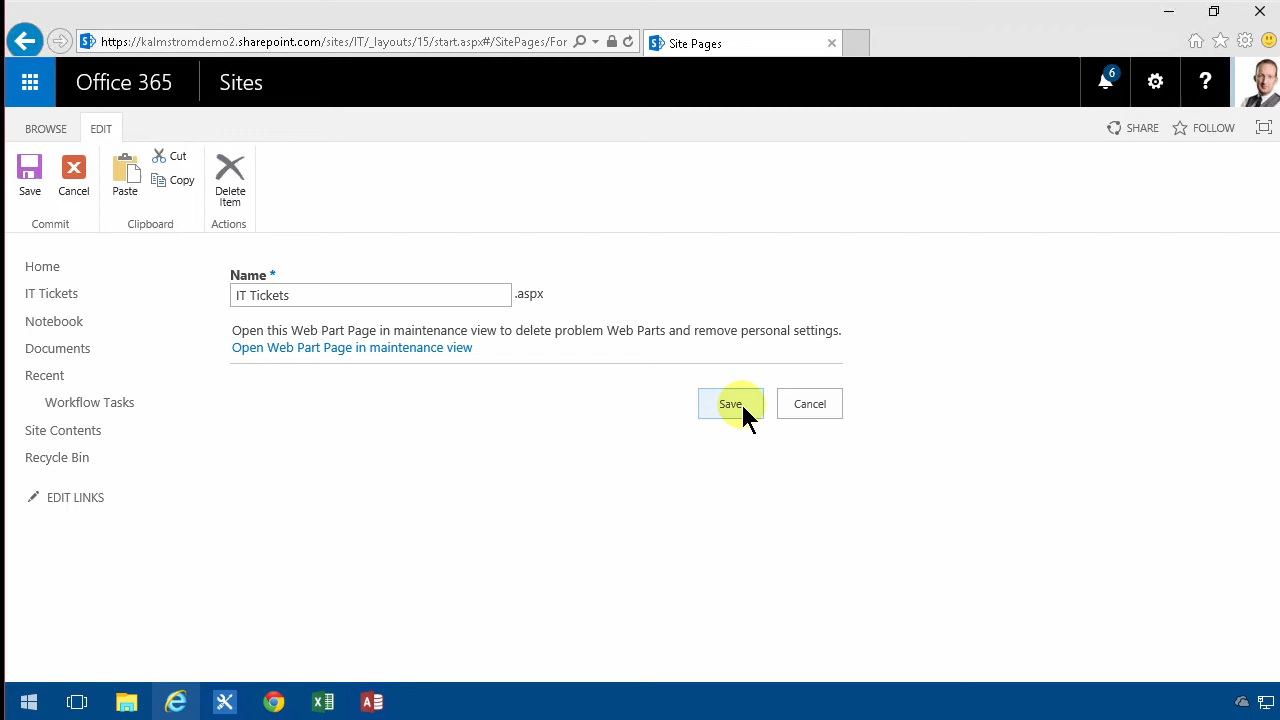 https://kalmstromdemo2.sharepoint.com/sites/IT/_layouts/15/start.aspx#/SitePages/For
Site Pages
Office 365
Sites
6
?
BROWSE
EDIT
SHARE
FOLLOW
Save
Cancel
Paste
Cut
Copy
Delete Item
Commit
Clipboard
Actions
Home
IT Tickets
Notebook
Documents
Recent
Workflow Tasks
Site Contents
Recycle Bin
EDIT LINKS
Name *
IT Tickets .aspx
Open this Web Part Page in maintenance view to delete problem Web Parts and remove personal settings.
Open Web Part Page in maintenance view
Save
Cancel